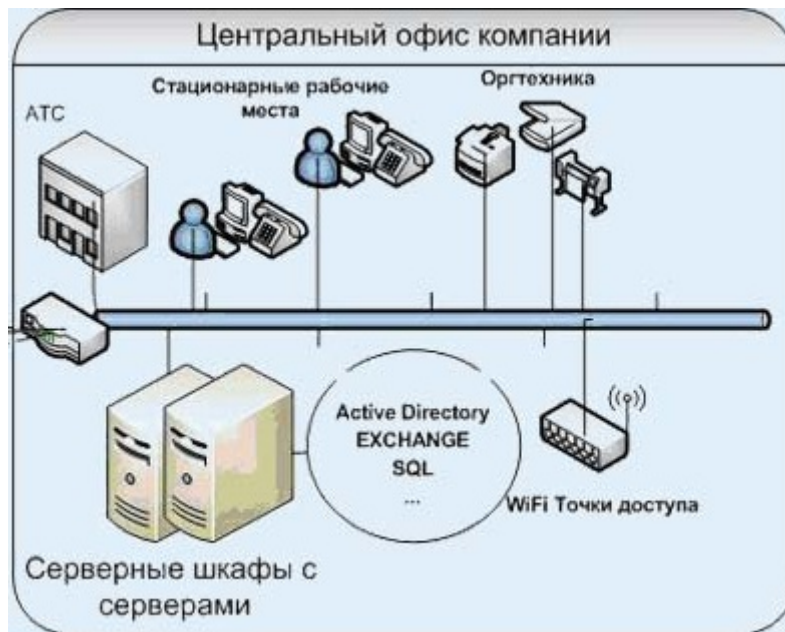 Центральный офис компании
Стационарные рабочие
места
Оргтехника
АТС
Active Directory
EXCHANGE
SQL
...
WiFi Точки доступа
Серверные шкафы с
серверами